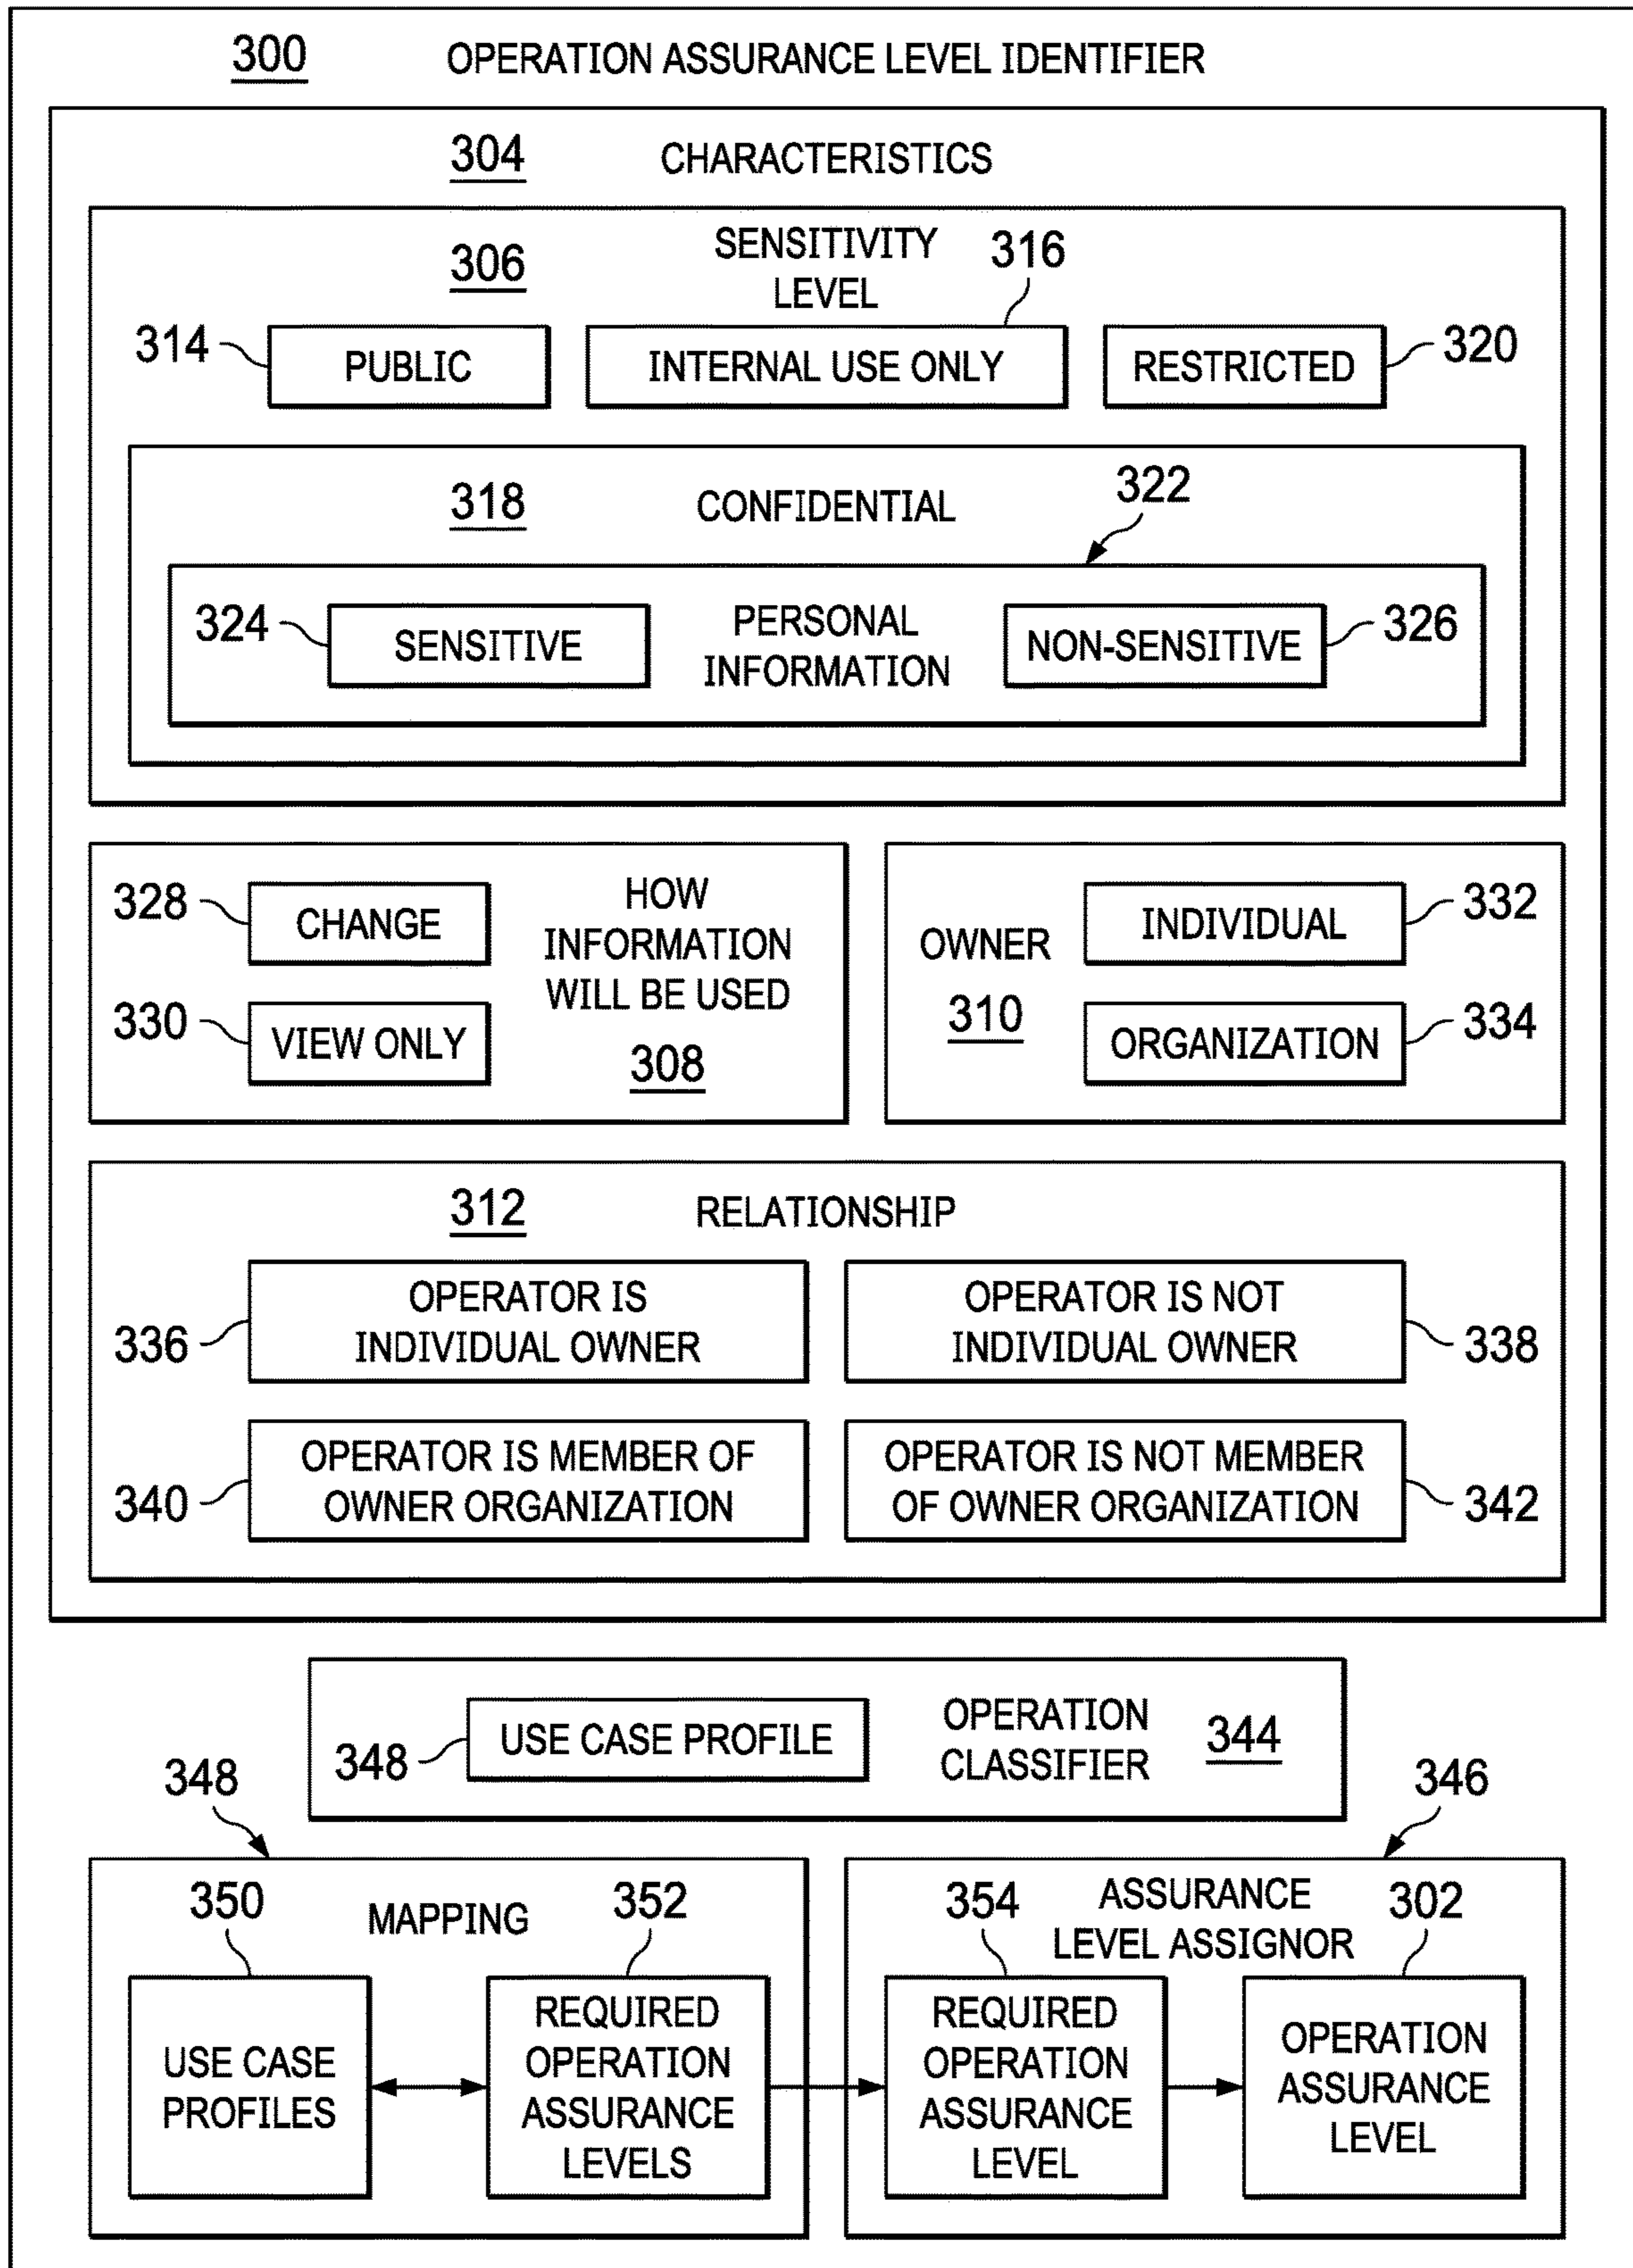 300 OPERATION ASSURANCE LEVEL IDENTIFIER
304 CHARACTERISTICS
306 SENSITIVITY
LEVEL
316
314 PUBLIC INTERNAL USE ONLY RESTRICTED 320
318 CONFIDENTIAL 322
324 SENSITIVE
PERSONAL
INFORMATION
NON-SENSITIVE 326
328 CHANGE
330 VIEW ONLY
HOW
INFORMATION
WILL BE USED
308
OWNER
310
INDIVIDUAL 332
ORGANIZATION 334
312 RELATIONSHIP
336
OPERATOR IS
INDIVIDUAL OWNER
OPERATOR IS NOT
INDIVIDUAL OWNER
338
340
OPERATOR IS MEMBER OF
OWNER ORGANIZATION
OPERATOR IS NOT MEMBER
OF OWNER ORGANIZATION
342
348 USE CASE PROFILE
OPERATION
CLASSIFIER
344
348
346
350 MAPPING 352
USE CASE
PROFILES
REQUIRED
OPERATION
ASSURANCE
LEVELS
354
ASSURANCE
LEVEL ASSIGNOR
302
REQUIRED
OPERATION
ASSURANCE
LEVEL
OPERATION
ASSURANCE
LEVEL